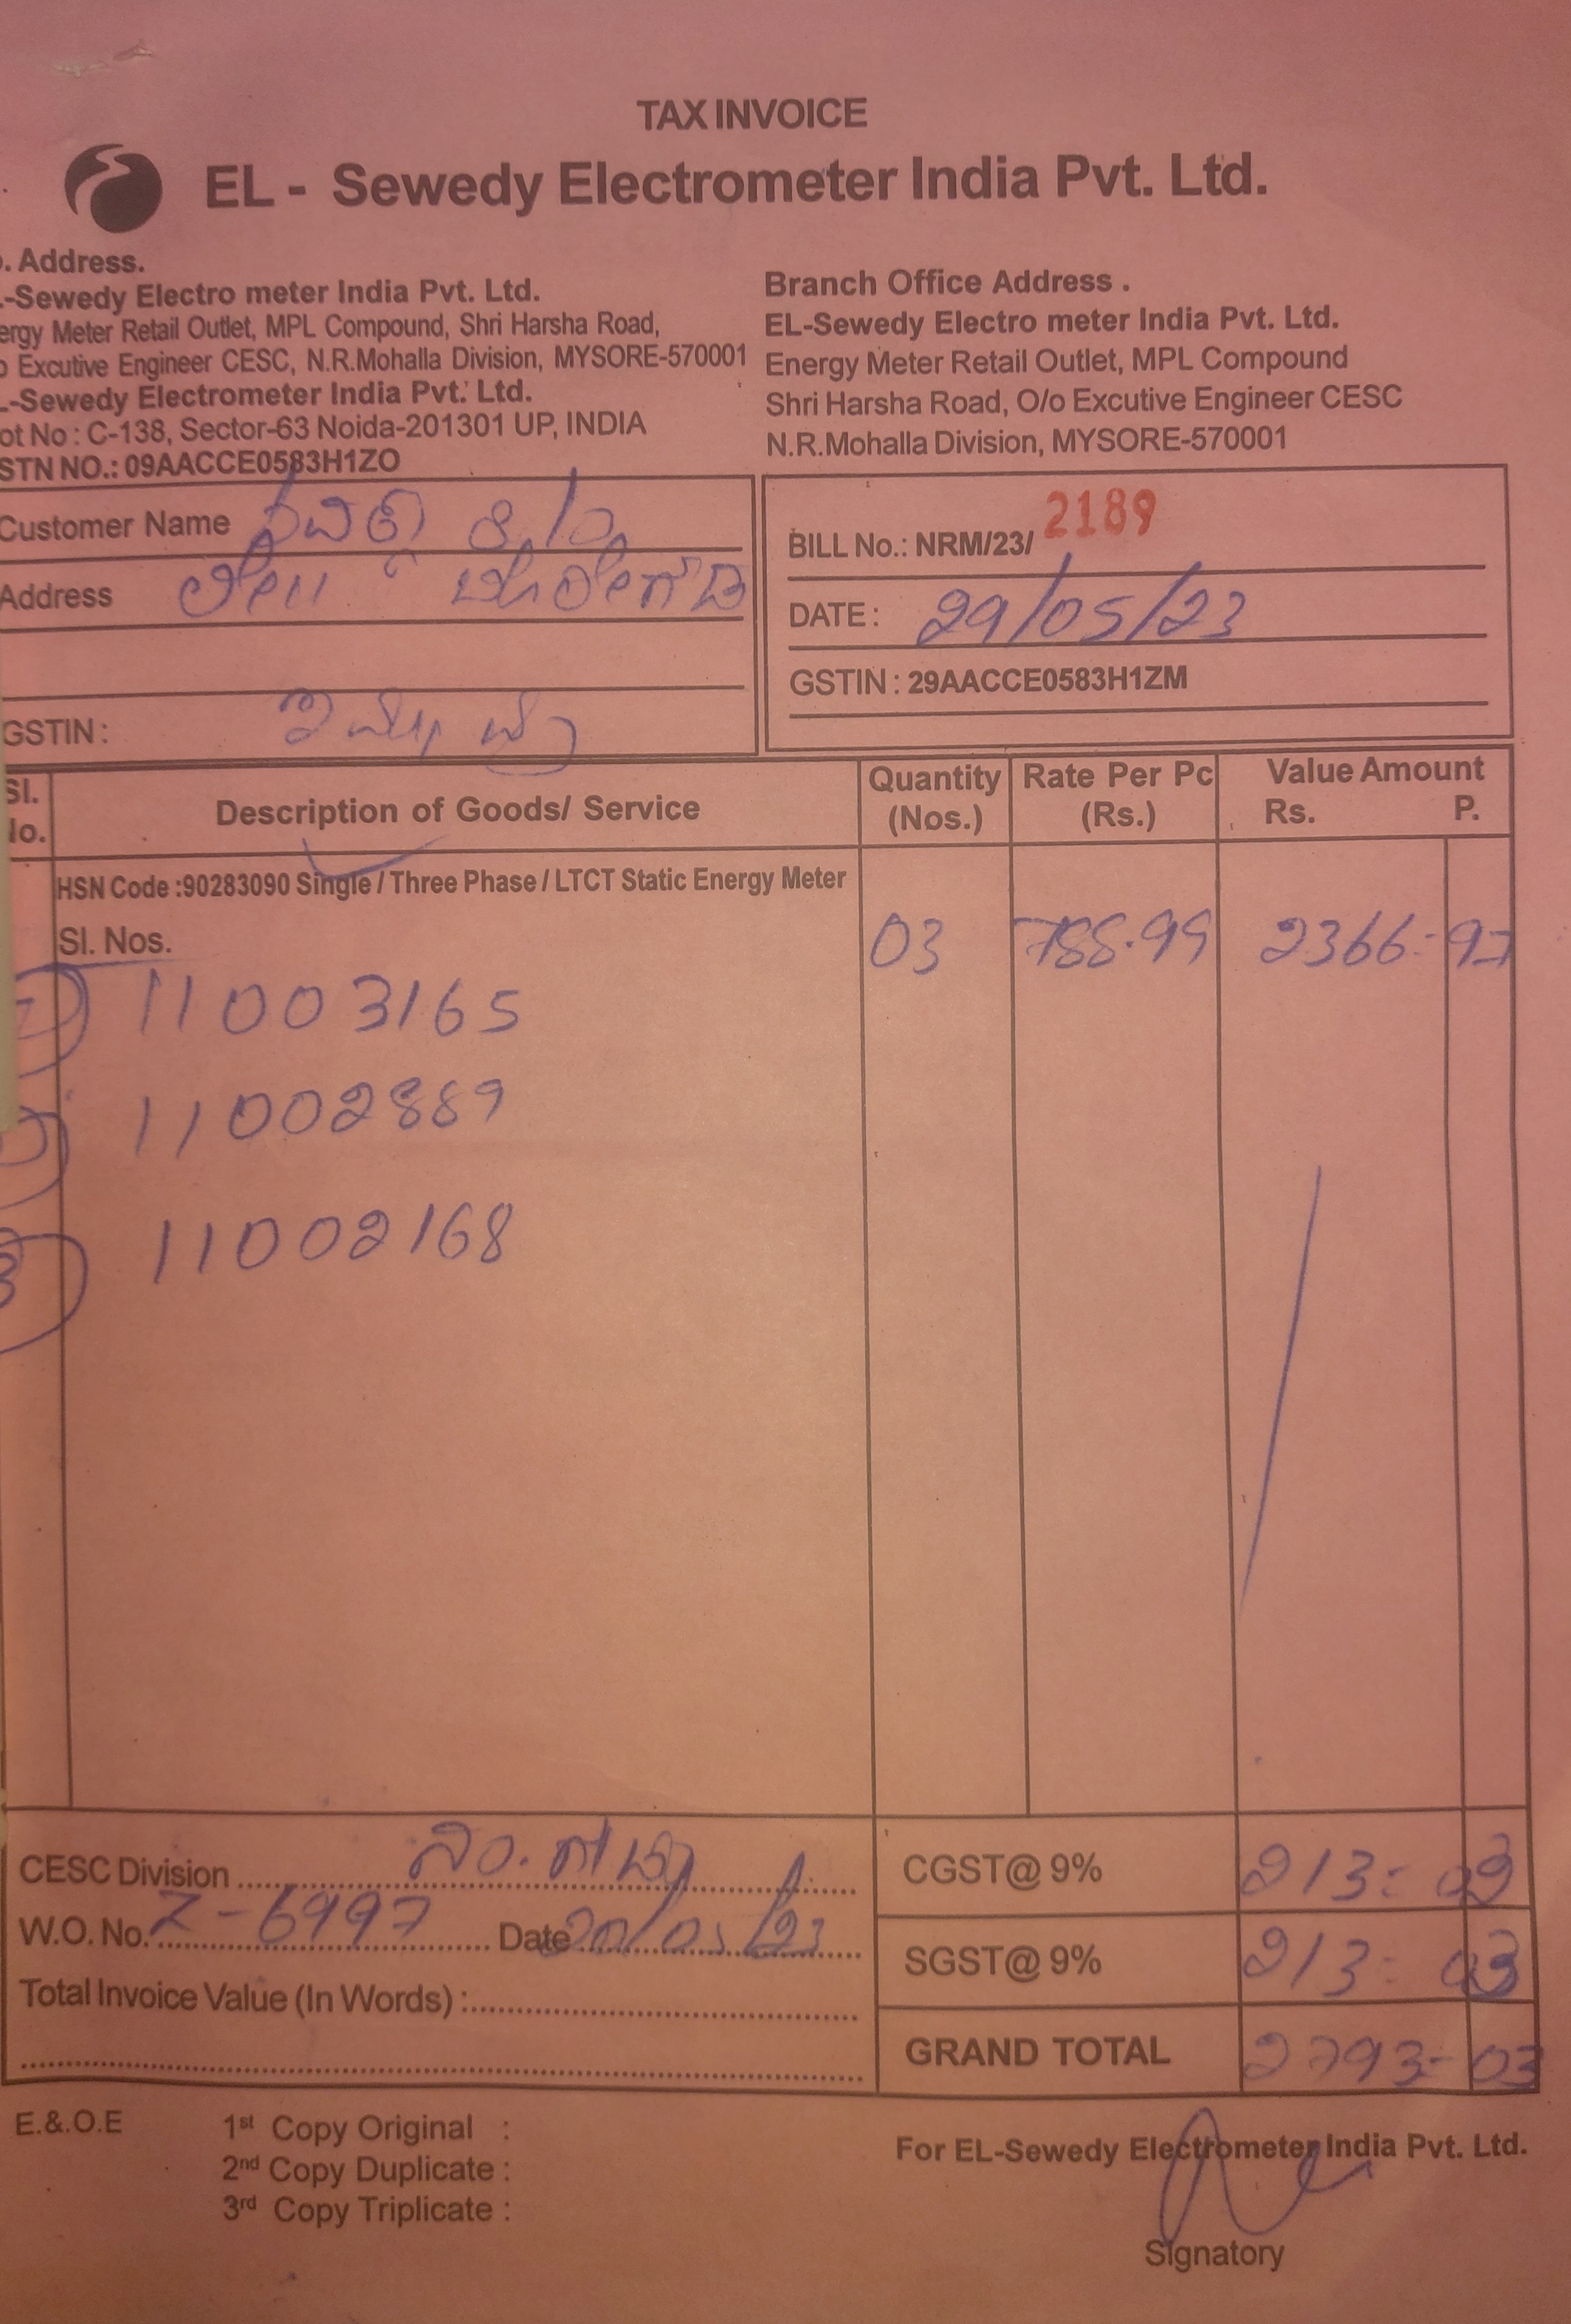 TAX INVOICE
EL - Sewedy Electrometer India Pvt. Ltd.
. Address.
-Sewedy Electro meter India Pvt. Ltd.
ergy Meter Retail Outlet, MPL Compound, Shri Harsha Road,
o Excutive Engineer CESC, N.R.Mohalla Division, MYSORE-570001
-Sewedy Electrometer India Pvt. Ltd.
ot No : C-138, Sector-63 Noida-201301 UP, INDIA
STN NO.: 09AACCE0583H1ZO
Branch Office Address .
EL-Sewedy Electro meter India Pvt. Ltd.
Energy Meter Retail Outlet, MPL Compound
Shri Harsha Road, O/o Excutive Engineer CESC
N.R.Mohalla Division, MYSORE-570001
Customer Name
Address
GSTIN :
BILL No.: NRM/23/ 2189
DATE : 29/05/23
GSTIN : 29AACCE0583H1ZM
Sl. No. Description of Goods/ Service Quantity (Nos.) Rate Per Pc (Rs.) Value Amount Rs. P.
HSN Code :90283090 Single / Three Phase / LTCT Static Energy Meter
Sl. Nos. 03 788.99 2366=97
1) 11003165
2) 11002889
3) 11002168
CESC Division
W.O. No. Z-6997 Date
Total Invoice Value (In Words) :
CGST@ 9% 213=03
SGST@ 9% 213=03
GRAND TOTAL 2793=03
E.&.O.E
1st Copy Original :
2nd Copy Duplicate :
3rd Copy Triplicate :
For EL-Sewedy Electrometer India Pvt. Ltd.
Signatory